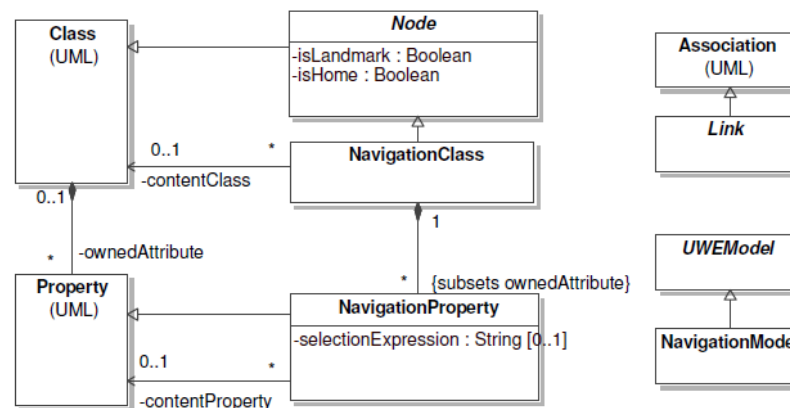 Class
(UML)
Node
-isLandmark : Boolean
-isHome : Boolean
Association
(UML)
Link
0..1
*
NavigationClass
-contentClass
0..1
1
*
-ownedAttribute
*
{subsets ownedAttribute}
UWEModel
Property
(UML)
NavigationProperty
-selectionExpression : String [0..1]
NavigationMode
0..1
*
-contentProperty